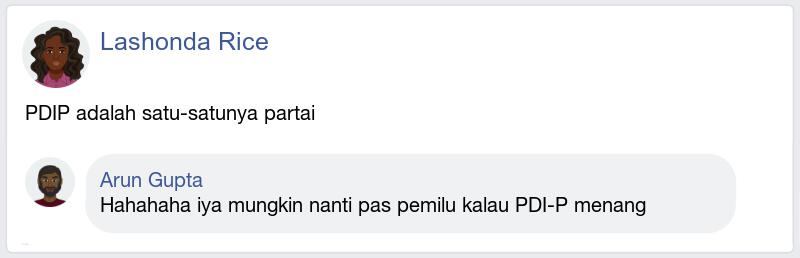 Lashonda Rice
PDIP adalah satu-satunya partai
Arun Gupta
Hahahaha iya mungkin nanti pas pemilu kalau PDI-P menang